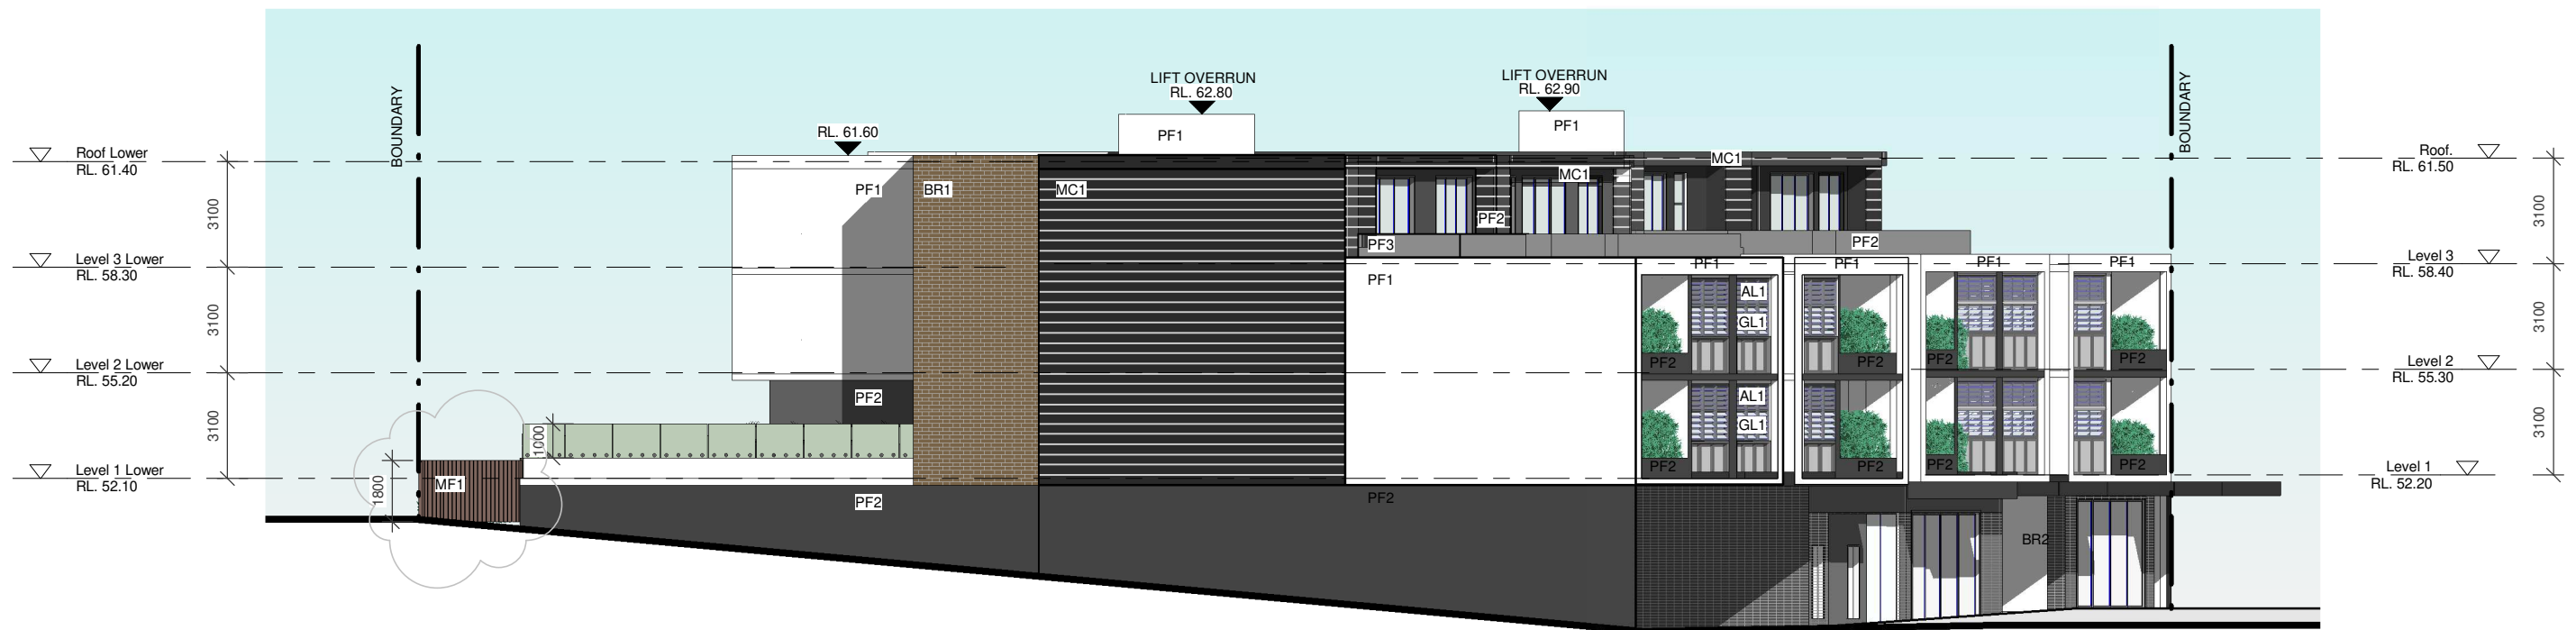 LIFT OVERRUN
RL. 62.80
LIFT OVERRUN
RL. 62.90
BOUNDARY
BOUNDARY
RL. 61.60
PF1
PF1
Roof Lower
RL. 61.40
Roof.
RL. 61.50
MC1
MC1
PF1
BR1
MC1
3100
PF2
3100
PF3
PF2
Level 3 Lower
RL. 58.30
PF1
PF1
PF1
PF1
Level 3
RL. 58.40
PF1
AL1
GL1
3100
3100
PF2
PF2
PF2
PF2
Level 2 Lower
RL. 55.20
Level 2
RL. 55.30
PF2
AL1
GL1
3100
1000
3100
PF2
PF2
PF2
PF2
Level 1 Lower
RL. 52.10
1800
MF1
Level 1
RL. 52.20
PF2
PF2
BR2